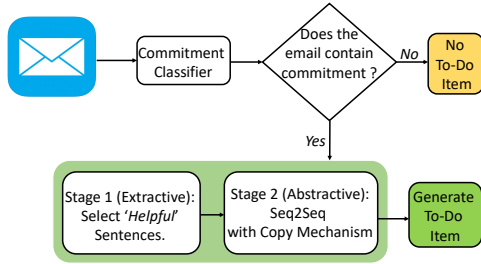 Commitment
Classifier
Does the
email contain
commitment ?
No
No
To-Do
Item
Yes
Stage 1 (Extractive):
Select ‘Helpful’
Sentences.
Stage 2 (Abstractive):
Seq2Seq
with Copy Mechanism
Generate
To-Do
Item